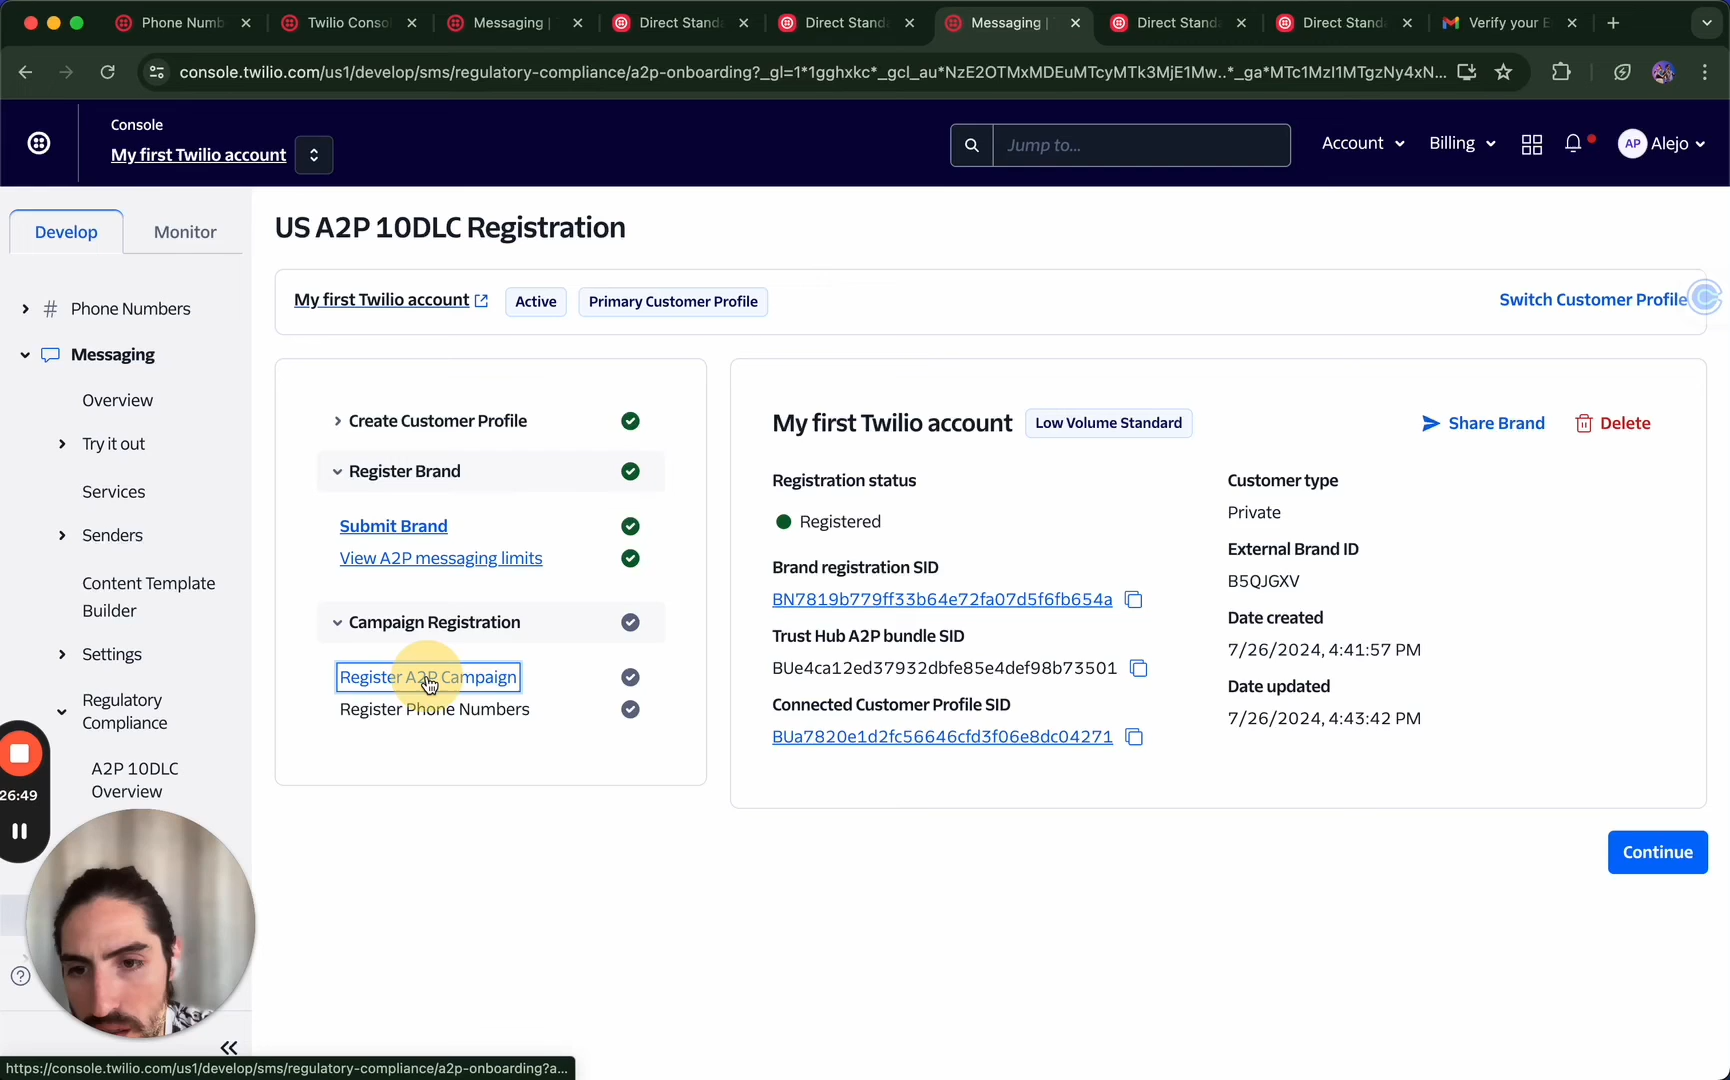 Phone Numb
Twilio Conso
Messaging |
Direct Stand
Direct Stand
Messaging |
Direct Stand
Direct Stand
Verify your E
console.twilio.com/us1/develop/sms/regulatory-compliance/a2p-onboarding?_gl=1*1gghxkc*_gcl_au*NzE2OTMxMDEuMTcyMTk3MjE1Mw..*_ga*MTc1MzI1MTgzNy4xN...
Console
My first Twilio account
Jump to...
Account
Billing
AP
Alejo
Develop
Monitor
# Phone Numbers
Messaging
Overview
Try it out
Services
Senders
Content Template
Builder
Settings
Regulatory
Compliance
A2P 10DLC
Overview
26:49
US A2P 10DLC Registration
My first Twilio account
Active
Primary Customer Profile
Switch Customer Profile
Create Customer Profile
Register Brand
Submit Brand
View A2P messaging limits
Campaign Registration
Register A2P Campaign
Register Phone Numbers
My first Twilio account
Low Volume Standard
Share Brand
Delete
Registration status
Registered
Brand registration SID
BN7819b779ff33b64e72fa07d5f6fb654a
Trust Hub A2P bundle SID
BUe4ca12ed37932dbfe85e4def98b73501
Connected Customer Profile SID
BUa7820e1d2fc56646cfd3f06e8dc04271
Customer type
Private
External Brand ID
B5QJGXV
Date created
7/26/2024, 4:41:57 PM
Date updated
7/26/2024, 4:43:42 PM
Continue
https://console.twilio.com/us1/develop/sms/regulatory-compliance/a2p-onboarding?a...